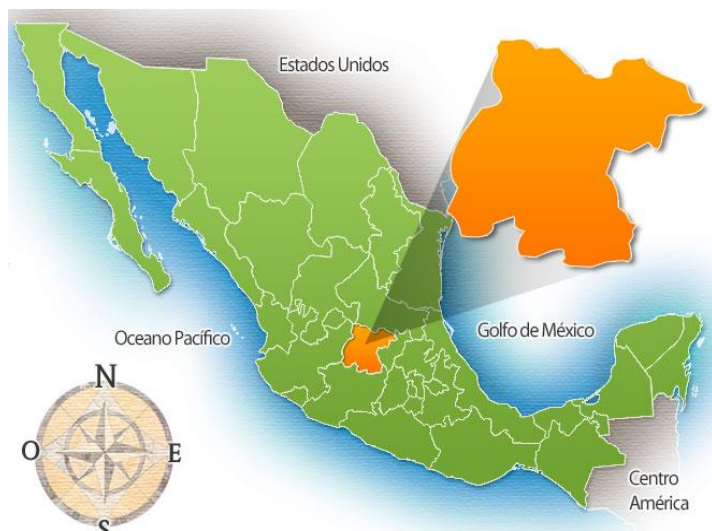 Estados Unidos
Oceano Pacífico
Golfo de México
N
O
E
S
Centro
América